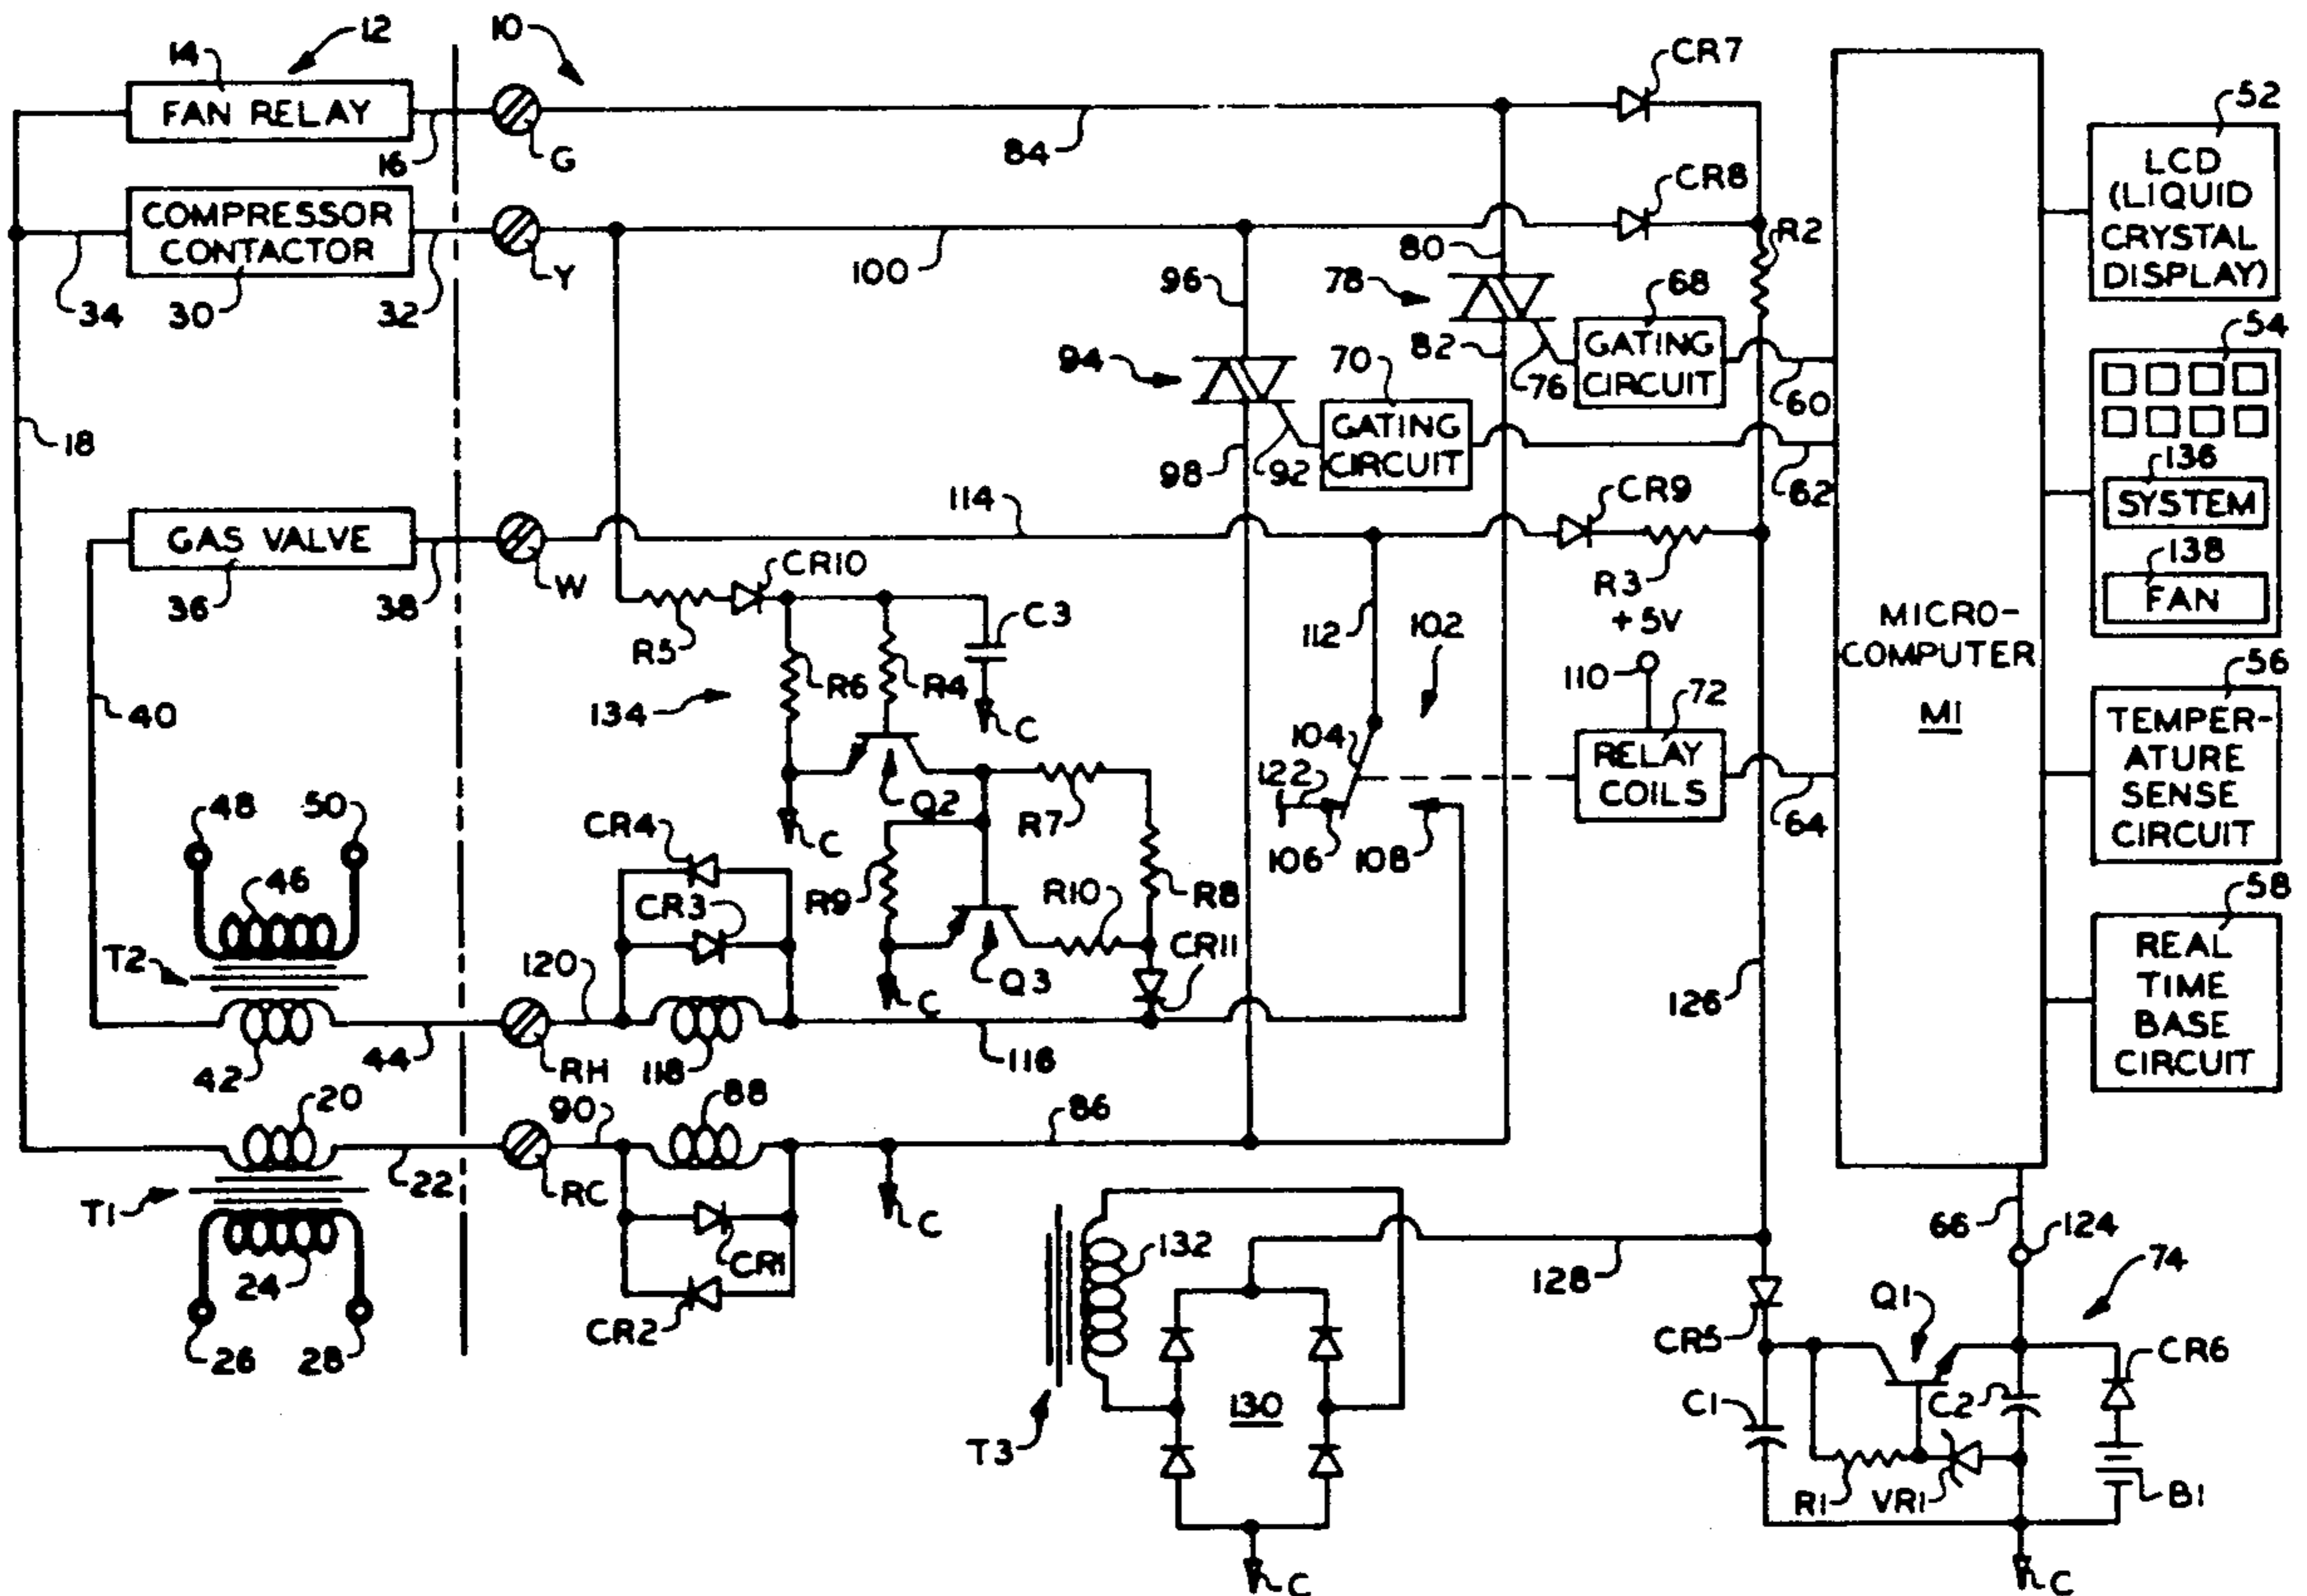 12
10
14
FAN RELAY
16
G
84
CR7
52
LCD
(LIQUID
CRYSTAL
DISPLAY)
COMPRESSOR
CONTACTOR
34
30
32
Y
100
CR8
R2
80
96
78
68
GATING
CIRCUIT
82
76
60
94
70
GATING
CIRCUIT
98
92
62
54
136
SYSTEM
138
FAN
18
114
CR9
GAS VALVE
36
38
W
R3
+5V
CR10
R5
R6
R4
C3
C
134
112
102
110
72
RELAY
COILS
64
MICRO-
COMPUTER
M1
56
TEMPER-
ATURE
SENSE
CIRCUIT
40
104
122
106
108
Q2
C
R7
48
50
46
CR4
CR3
R9
R10
R8
CR11
Q3
C
T2
120
42
44
RH
118
116
126
58
REAL
TIME
BASE
CIRCUIT
20
90
88
86
T1
22
RC
C
24
CR1
26
28
CR2
132
128
T3
130
C
66
124
74
Q1
CR5
CR6
C1
C2
R1
VR1
B1
C